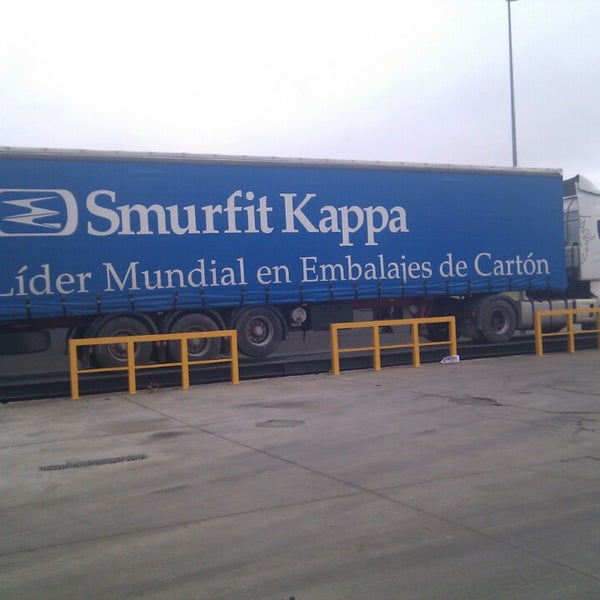 Smurfit Kappa
Líder Mundial en Embalajes de Cartón